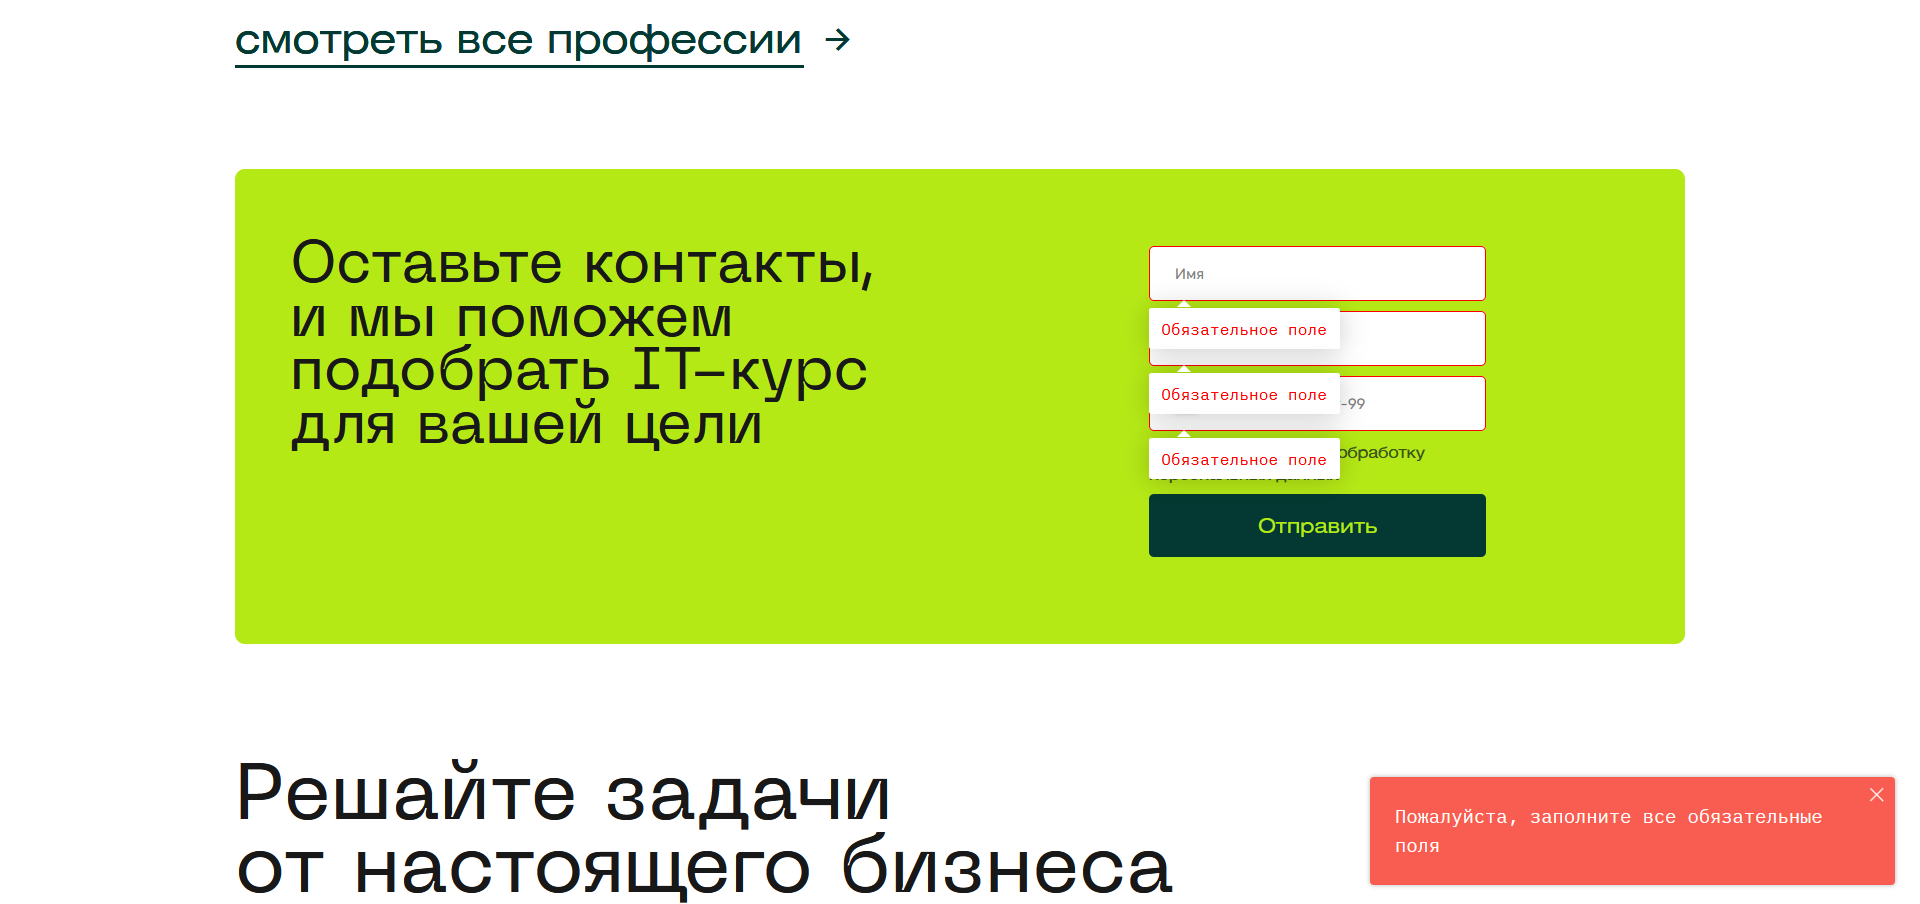 смотреть все профессии →
Оставьте контакты,
и мы поможем
подобрать IT-курс
для вашей цели
Имя
Обязательное поле
Обязательное поле
-99
Обязательное поле
обработку
Отправить
Решайте задачи
от настоящего бизнеса
Пожалуйста, заполните все обязательные
поля